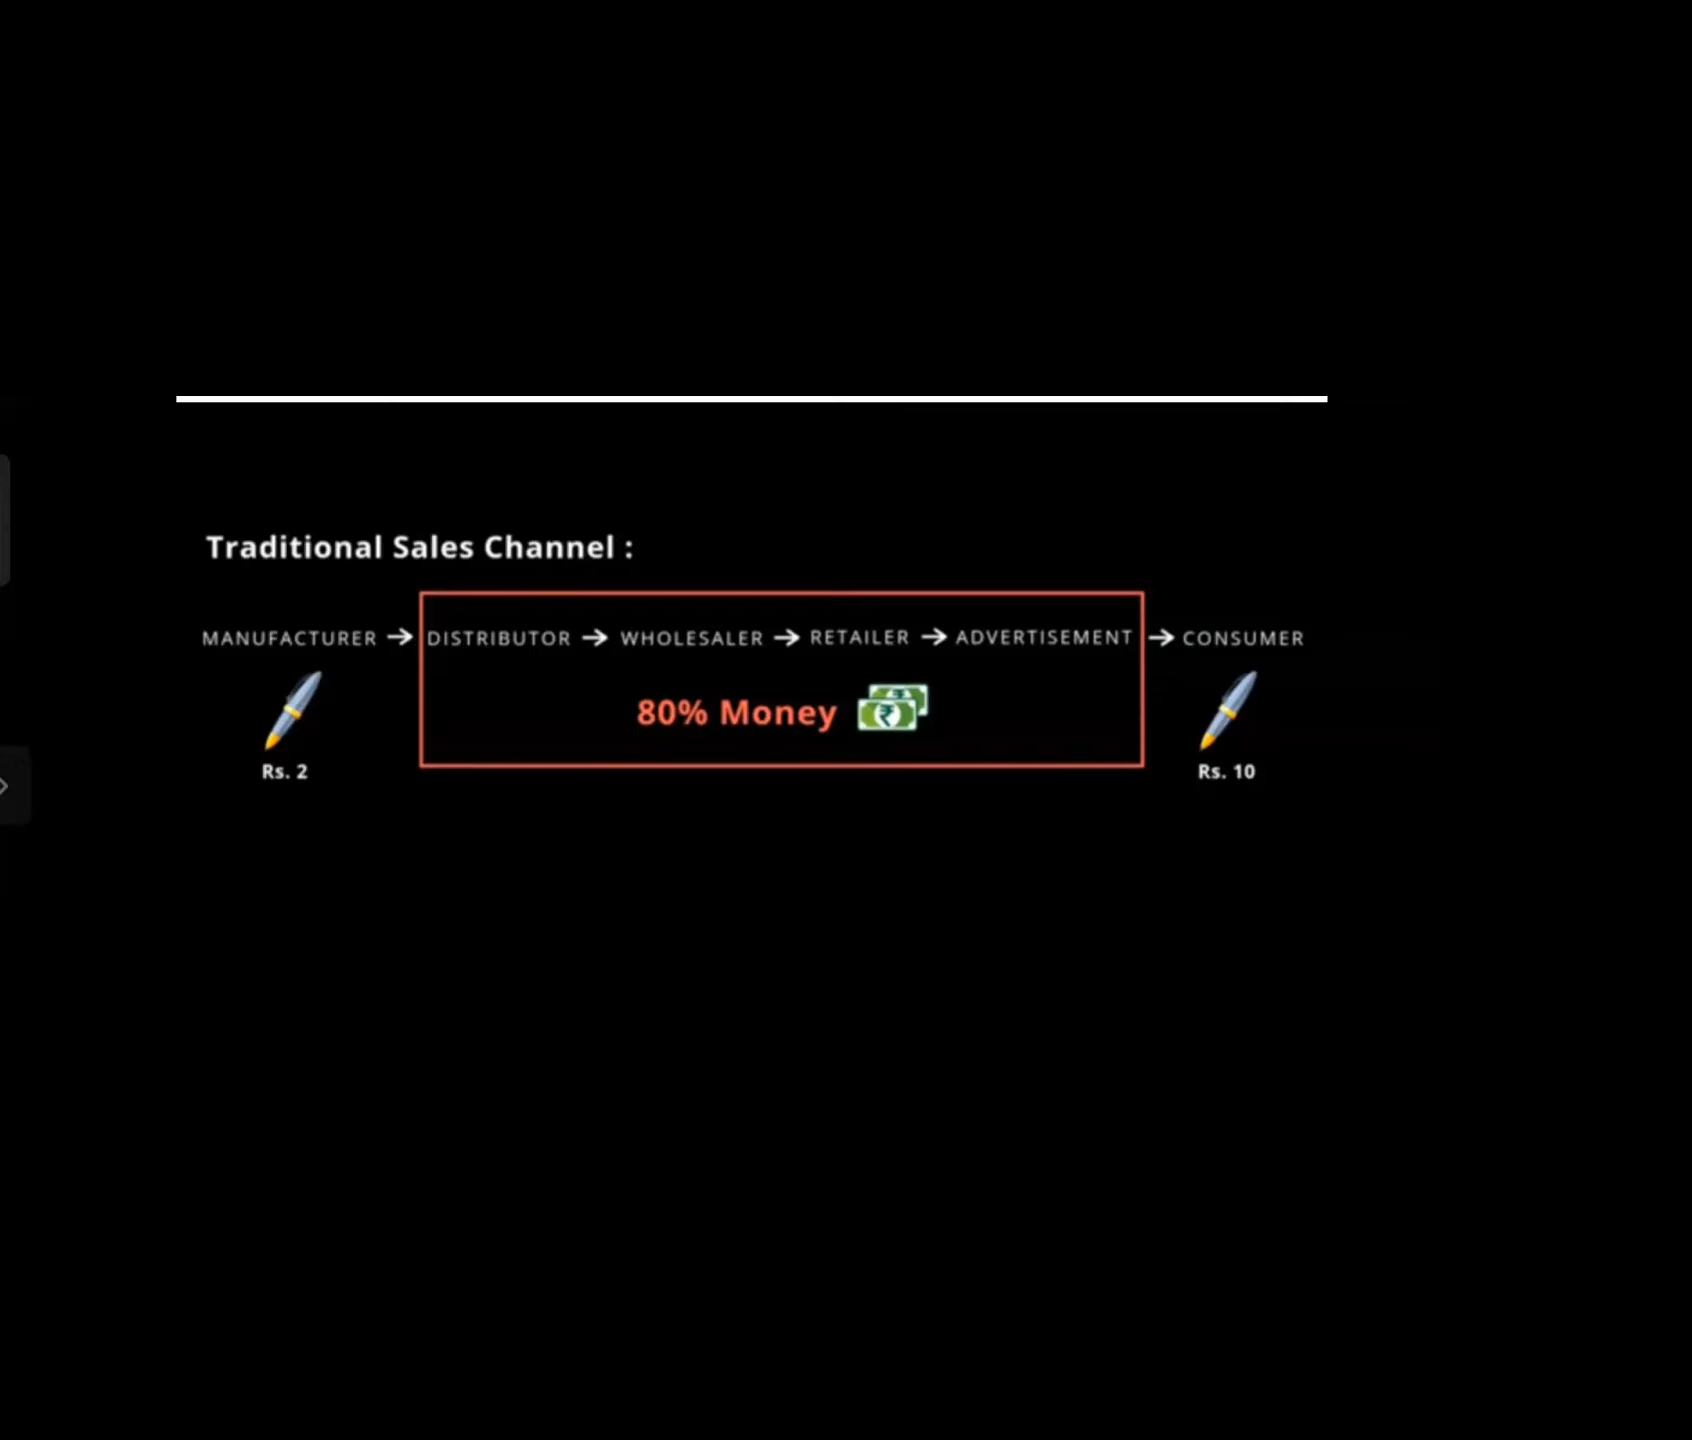 Traditional Sales Channel :
MANUFACTURER → DISTRIBUTOR → WHOLESALER → RETAILER → ADVERTISEMENT → CONSUMER
80% Money
Rs. 2
Rs. 10